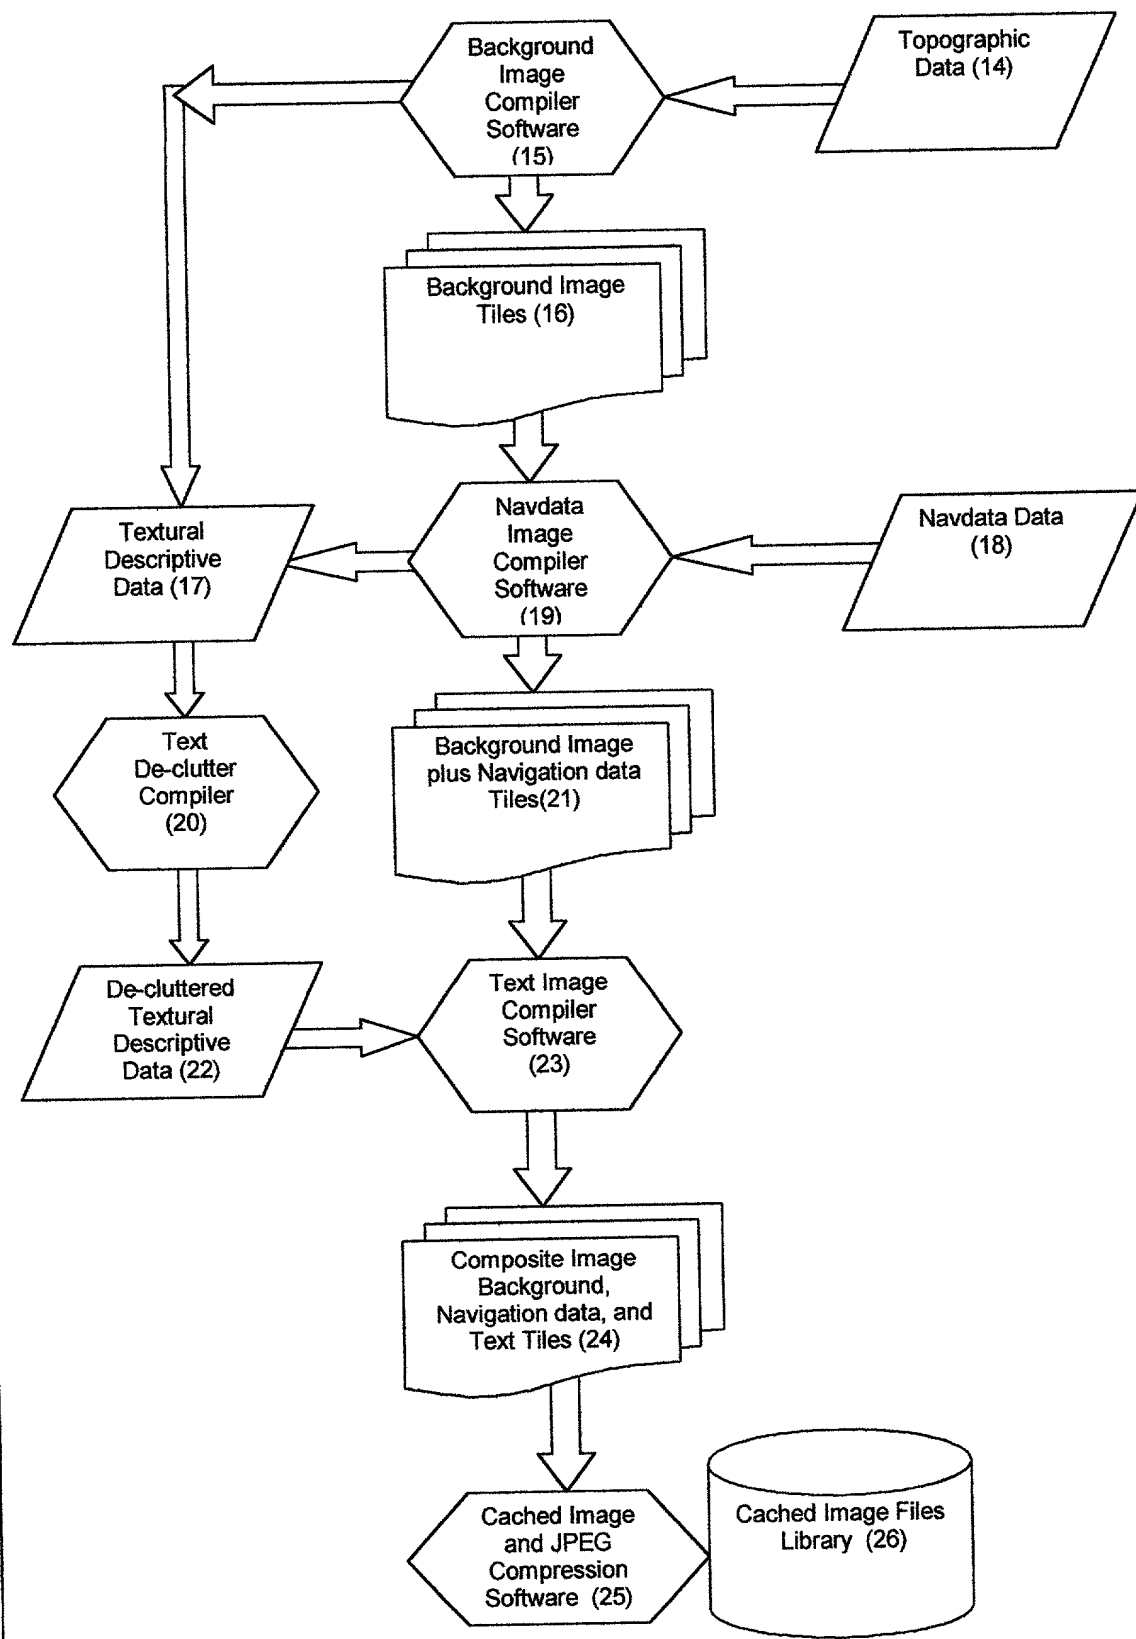 Background
Image
Compiler
Software
(15)
Topographic
Data (14)
Background Image
Tiles (16)
Textural
Descriptive
Data (17)
Navdata
Image
Compiler
Software
(19)
Navdata Data
(18)
Text
De-clutter
Compiler
(20)
Background Image
plus Navigation data
Tiles(21)
De-cluttered
Textural
Descriptive
Data (22)
Text Image
Compiler
Software
(23)
Composite Image
Background,
Navigation data, and
Text Tiles (24)
Cached Image
and JPEG
Compression
Software (25)
Cached Image Files
Library (26)